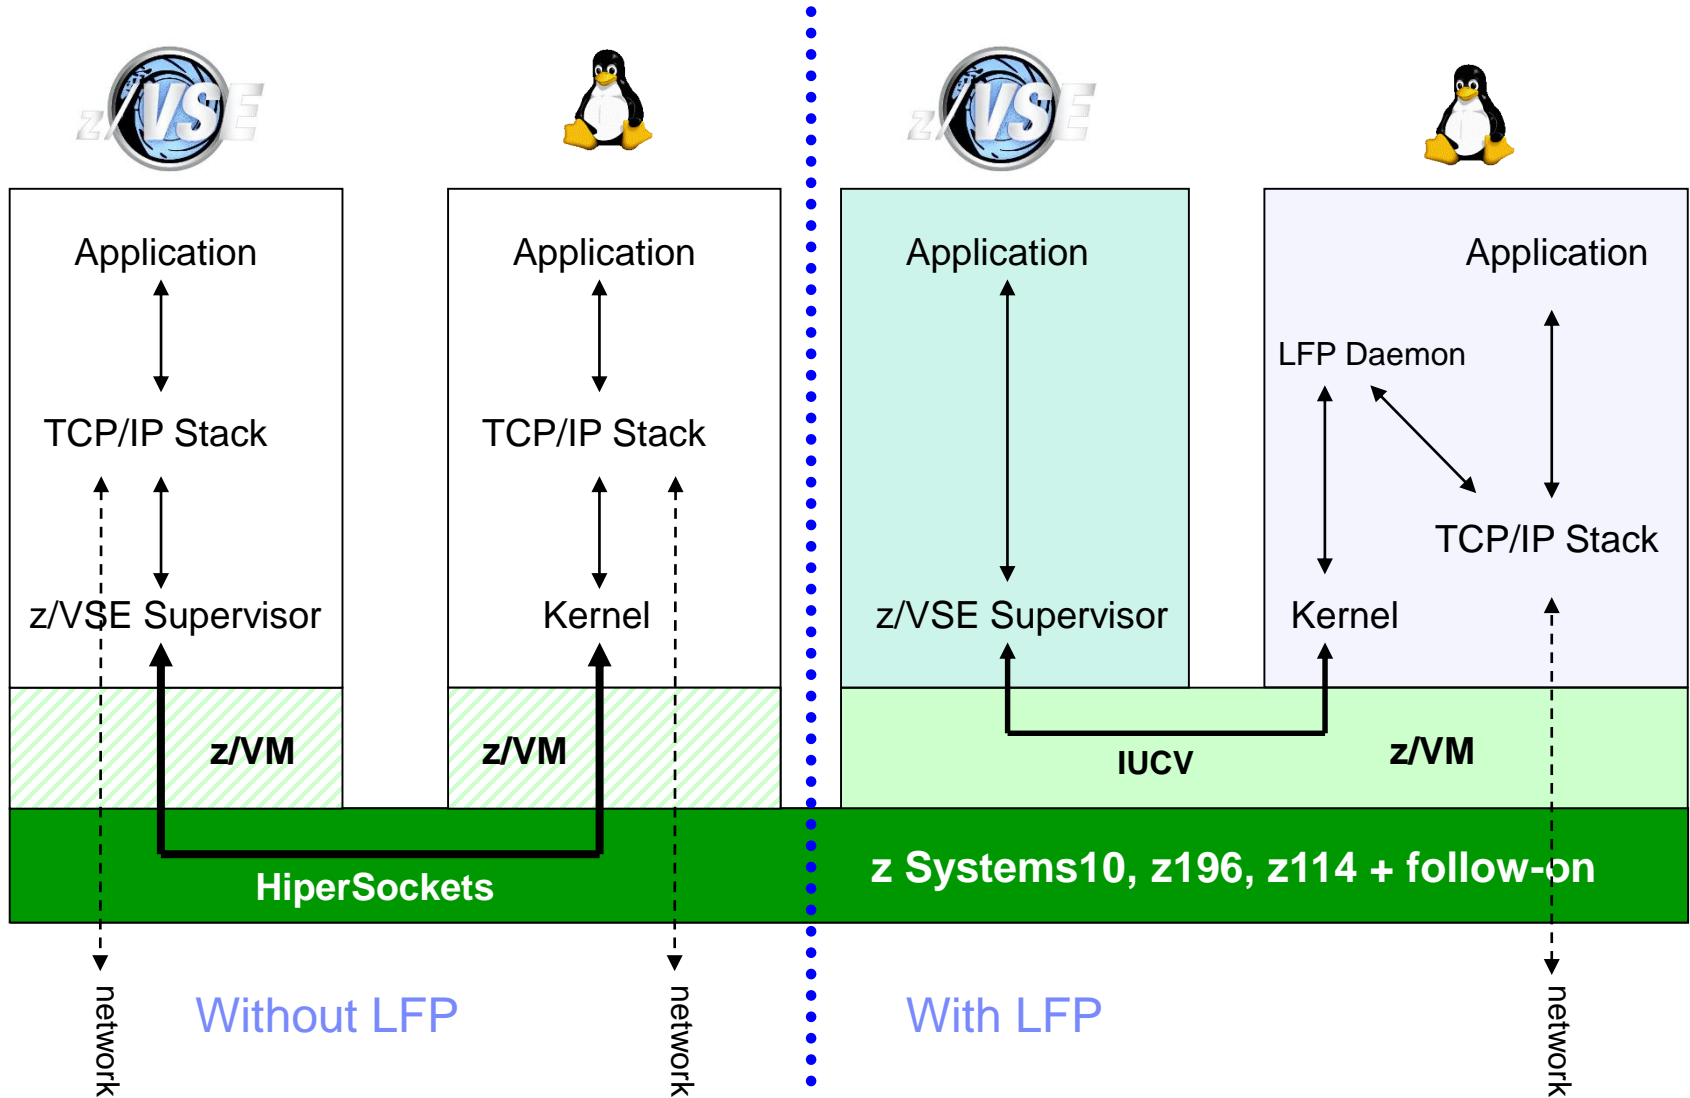 z/VSE
Application
TCP/IP Stack
z/VSE Supervisor
z/VM
Application
TCP/IP Stack
Kernel
z/VM
HiperSockets
network
Without LFP
network
z/VSE
Application
z/VSE Supervisor
Application
LFP Daemon
TCP/IP Stack
Kernel
IUCV
z/VM
z Systems10, z196, z114 + follow-on
With LFP
network